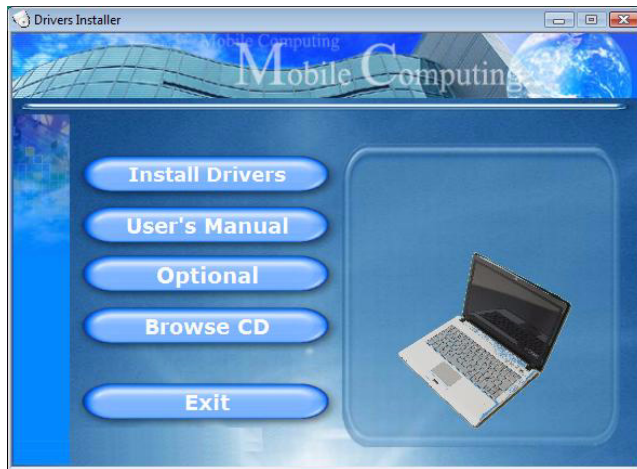 Drivers Installer
Mobile Computing
Mobile Computing
Install Drivers
User's Manual
Optional
Browse CD
Exit